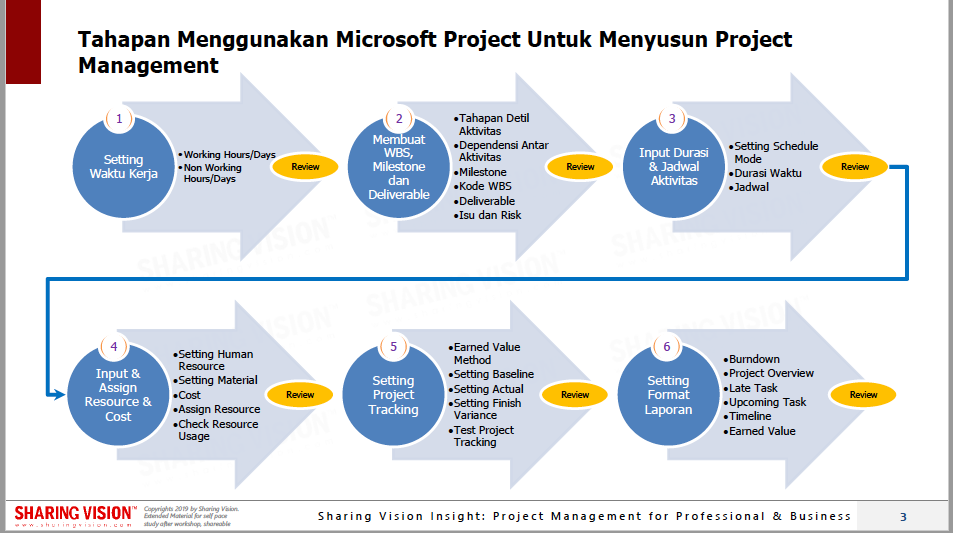 Tahapan Menggunakan Microsoft Project Untuk Menyusun Project
Management
1
Setting
Waktu Kerja
•Working Hours/Days
•Non Working
Hours/Days
Review
2
Membuat
WBS,
Milestone
dan
Deliverable
•Tahapan Detil
Aktivitas
•Dependensi Antar
Aktivitas
•Milestone
•Kode WBS
•Deliverable
•Isu dan Risk
Review
3
Input Durasi
& Jadwal
Aktivitas
•Setting Schedule
Mode
•Durasi Waktu
•Jadwal
Review
SHARING VISION™
SHARING VISION™
SHARING VISION™
4
Input &
Assign
Resource &
Cost
•Setting Human
Resource
•Setting Material
•Cost
•Assign Resource
•Check Resource
Usage
Review
5
Setting
Project
Tracking
•Earned Value
Method
•Setting Baseline
•Setting Actual
•Setting Finish
Variance
•Test Project
Tracking
Review
6
Setting
Format
Laporan
•Burndown
•Project Overview
•Late Task
•Upcoming Task
•Timeline
•Earned Value
Review
SHARING VISION™
www.sharingvision.com
Copyrights 2019 by Sharing Vision.
Extended Material for self pace
study after workshop, shareable
Sharing Vision Insight: Project Management for Professional & Business
3